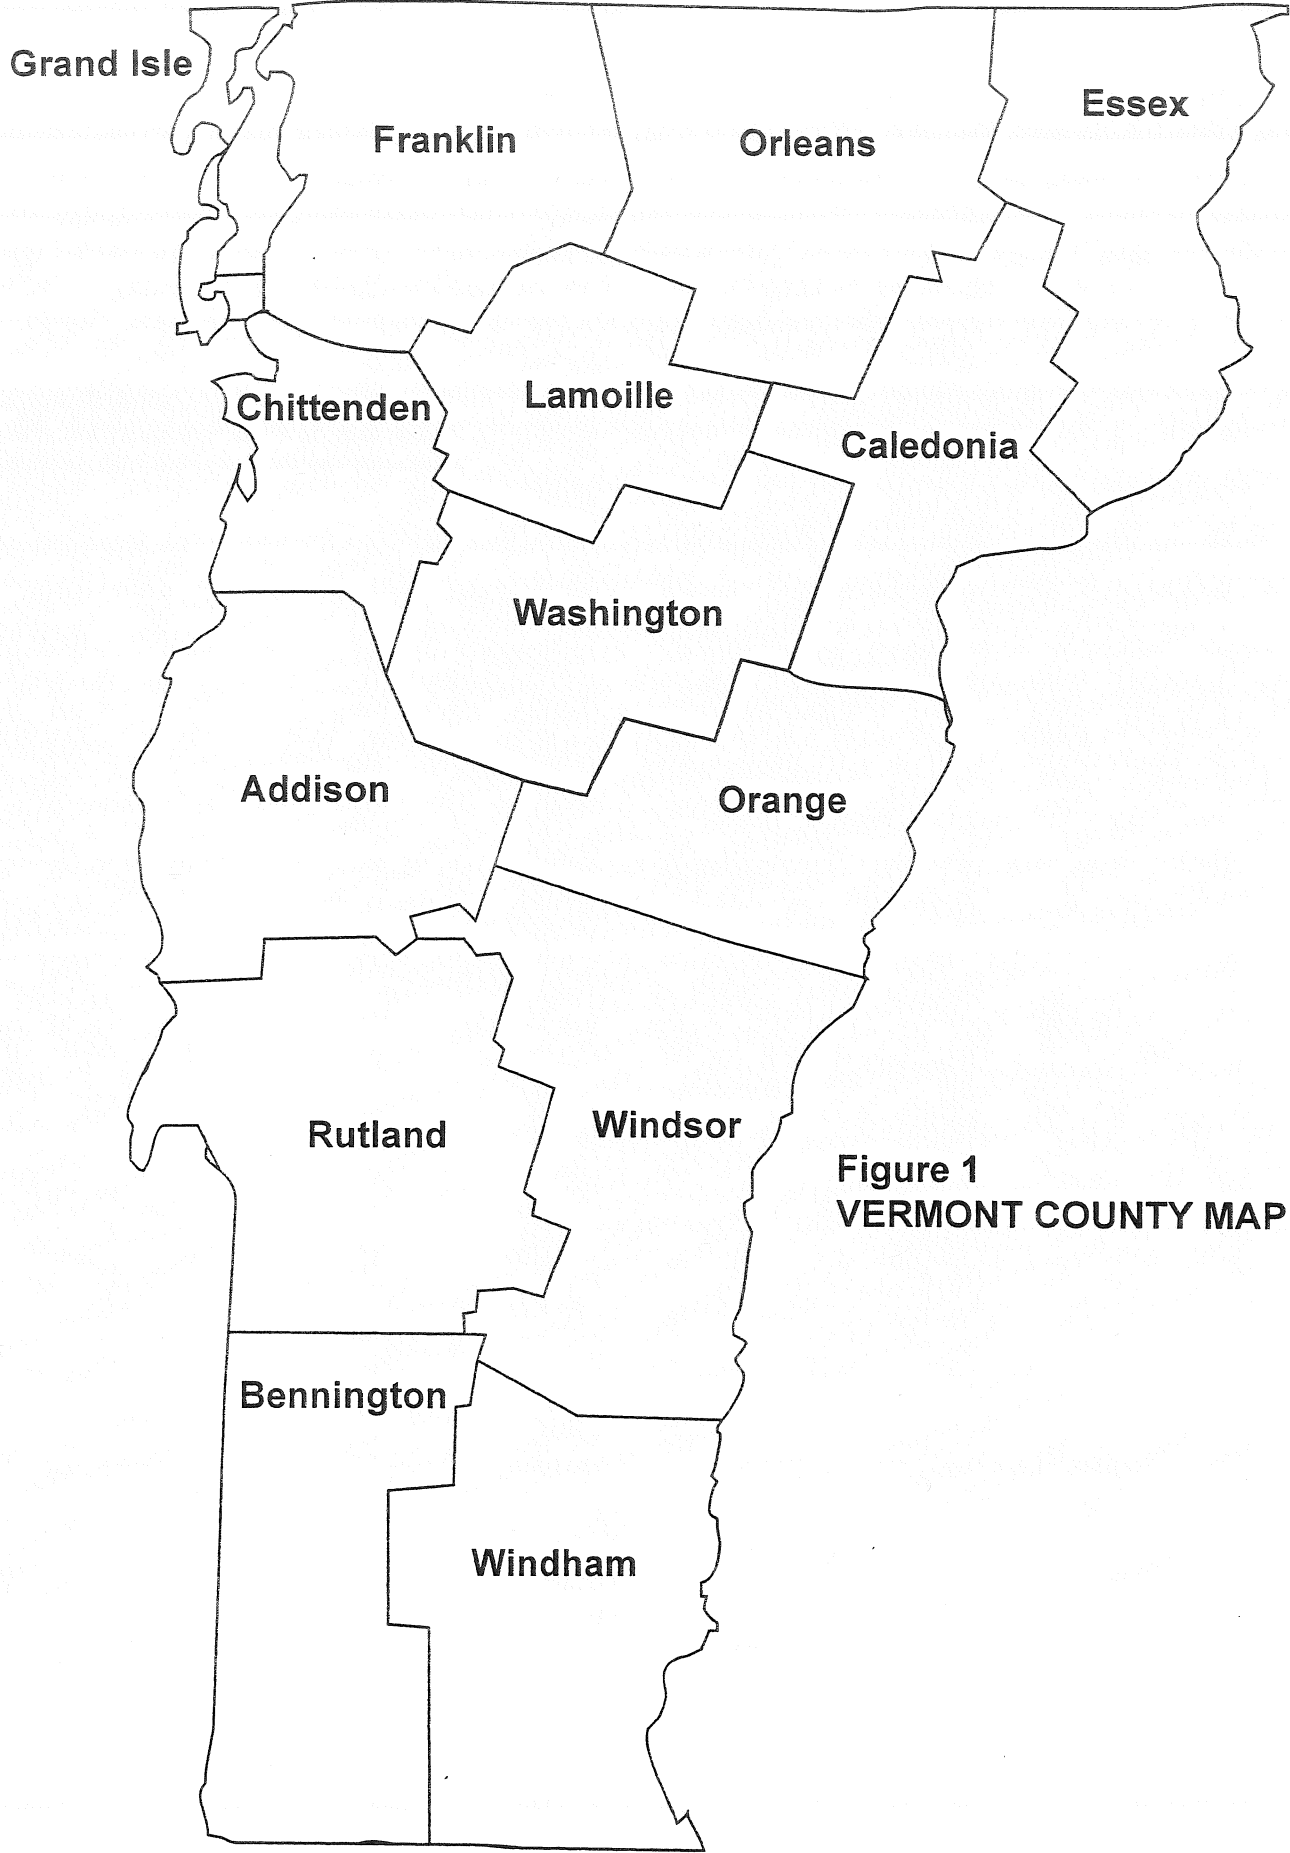 Grand Isle
Franklin
Orleans
Essex
Chittenden
Lamoille
Caledonia
Washington
Addison
Orange
Rutland
Windsor
Figure 1
VERMONT COUNTY MAP
Bennington
Windham